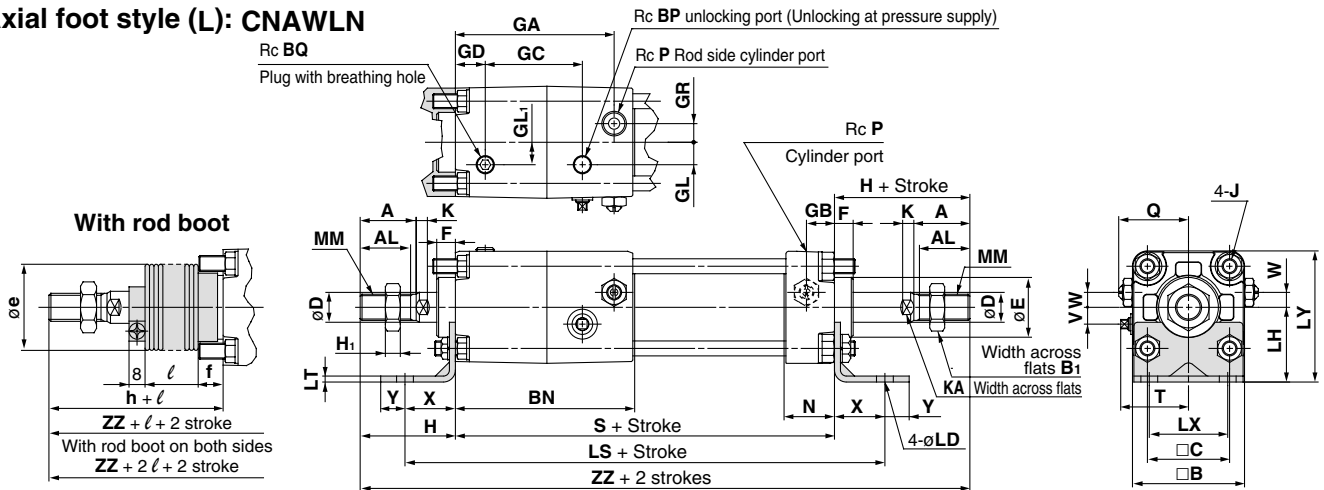 xial foot style (L): CNAWLN
Rc BP unlocking port (Unlocking at pressure supply)
GA
Rc BQ
GD
GC
Rc P Rod side cylinder port
Plug with breathing hole
GR
GL1
GL
Rc P
Cylinder port
H + Stroke
With rod boot
A
K
GB
F
K
A
Q
4-J
MM
AL
F
AL
MM
W
øe
øD
øD
øE
VW
LH
LY
H1
Width across
flats B1
8
ℓ
f
LT
KA
Width across flats
h + ℓ
Y
X
BN
N
X
Y
T
LX
ZZ + ℓ + 2 stroke
H
S + Stroke
4-øLD
□C
With rod boot on both sides
LS + Stroke
□B
ZZ + 2 ℓ + 2 stroke
ZZ + 2 strokes